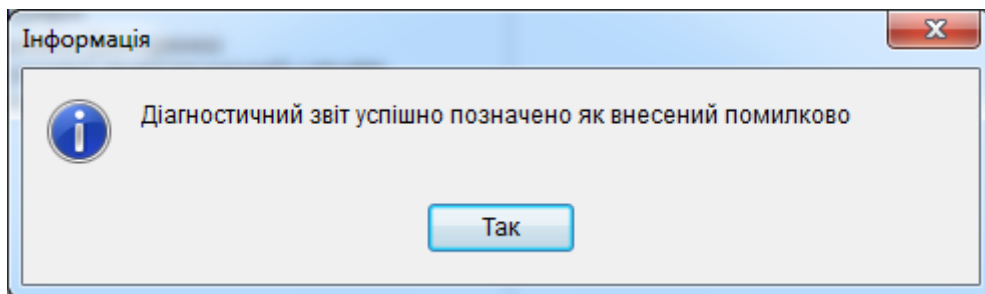 Інформація
Діагностичний звіт успішно позначено як внесений помилково
Так